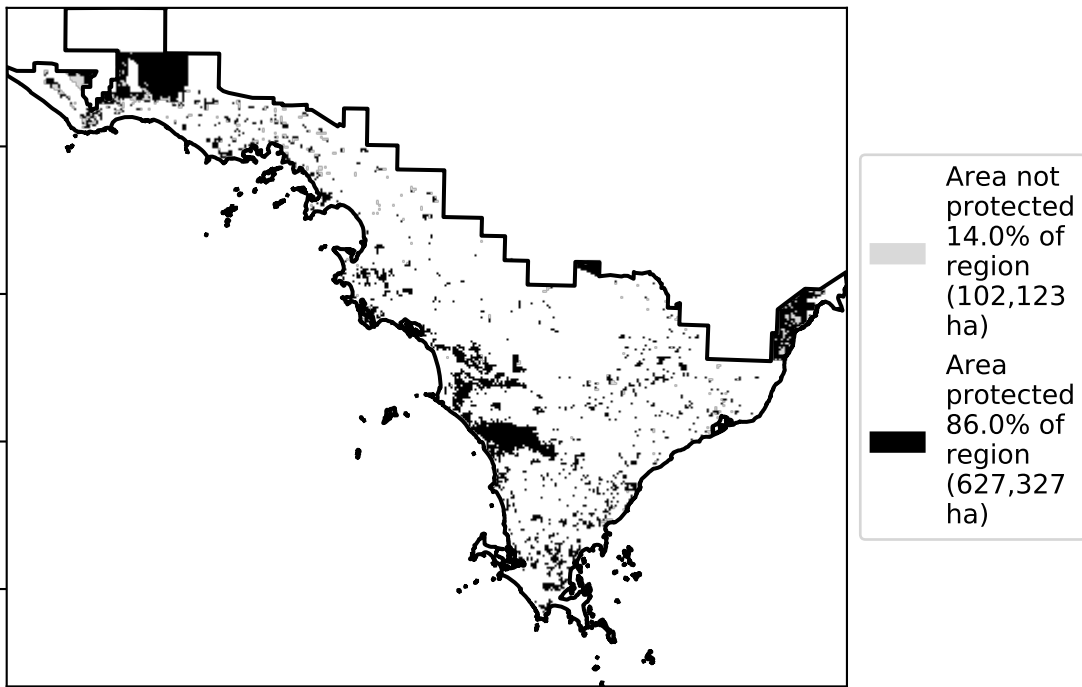 Area not
protected
14.0% of
region
(102,123
ha)
Area
protected
86.0% of
region
(627,327
ha)